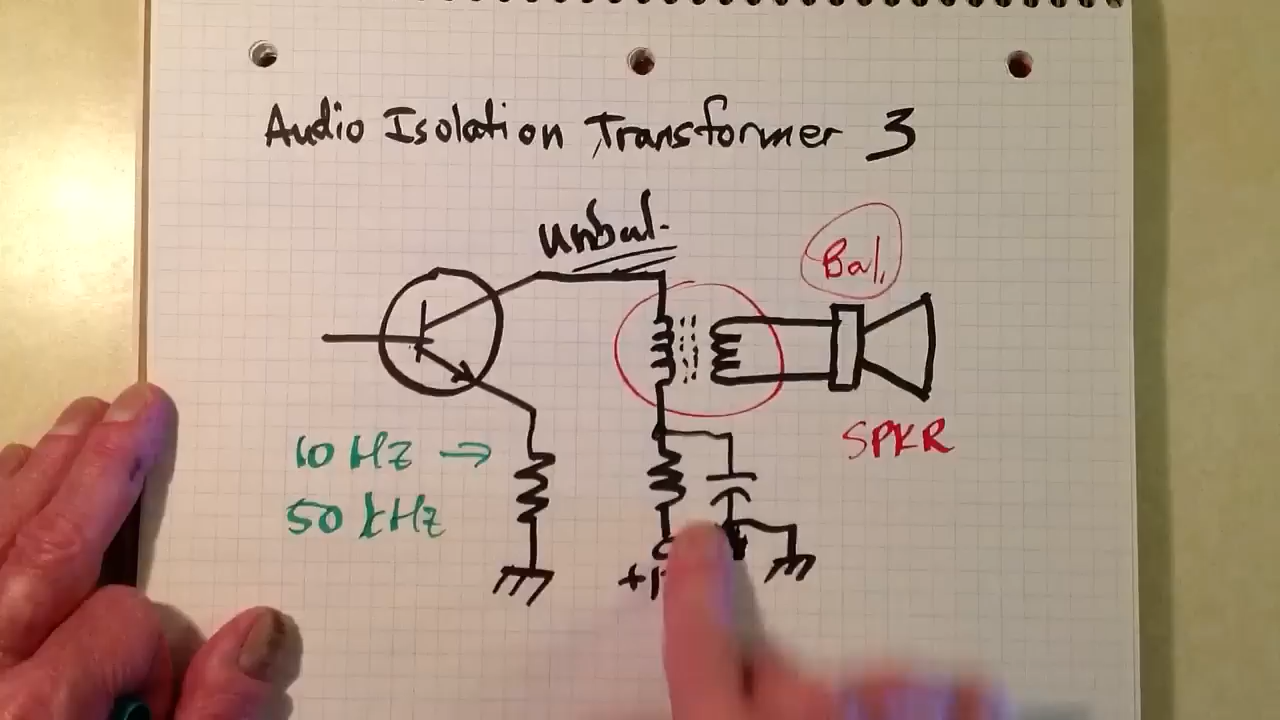 Audio Isolation Transformer 3
Unbal.
Bal.
10 Hz →
50 kHz
SPKR